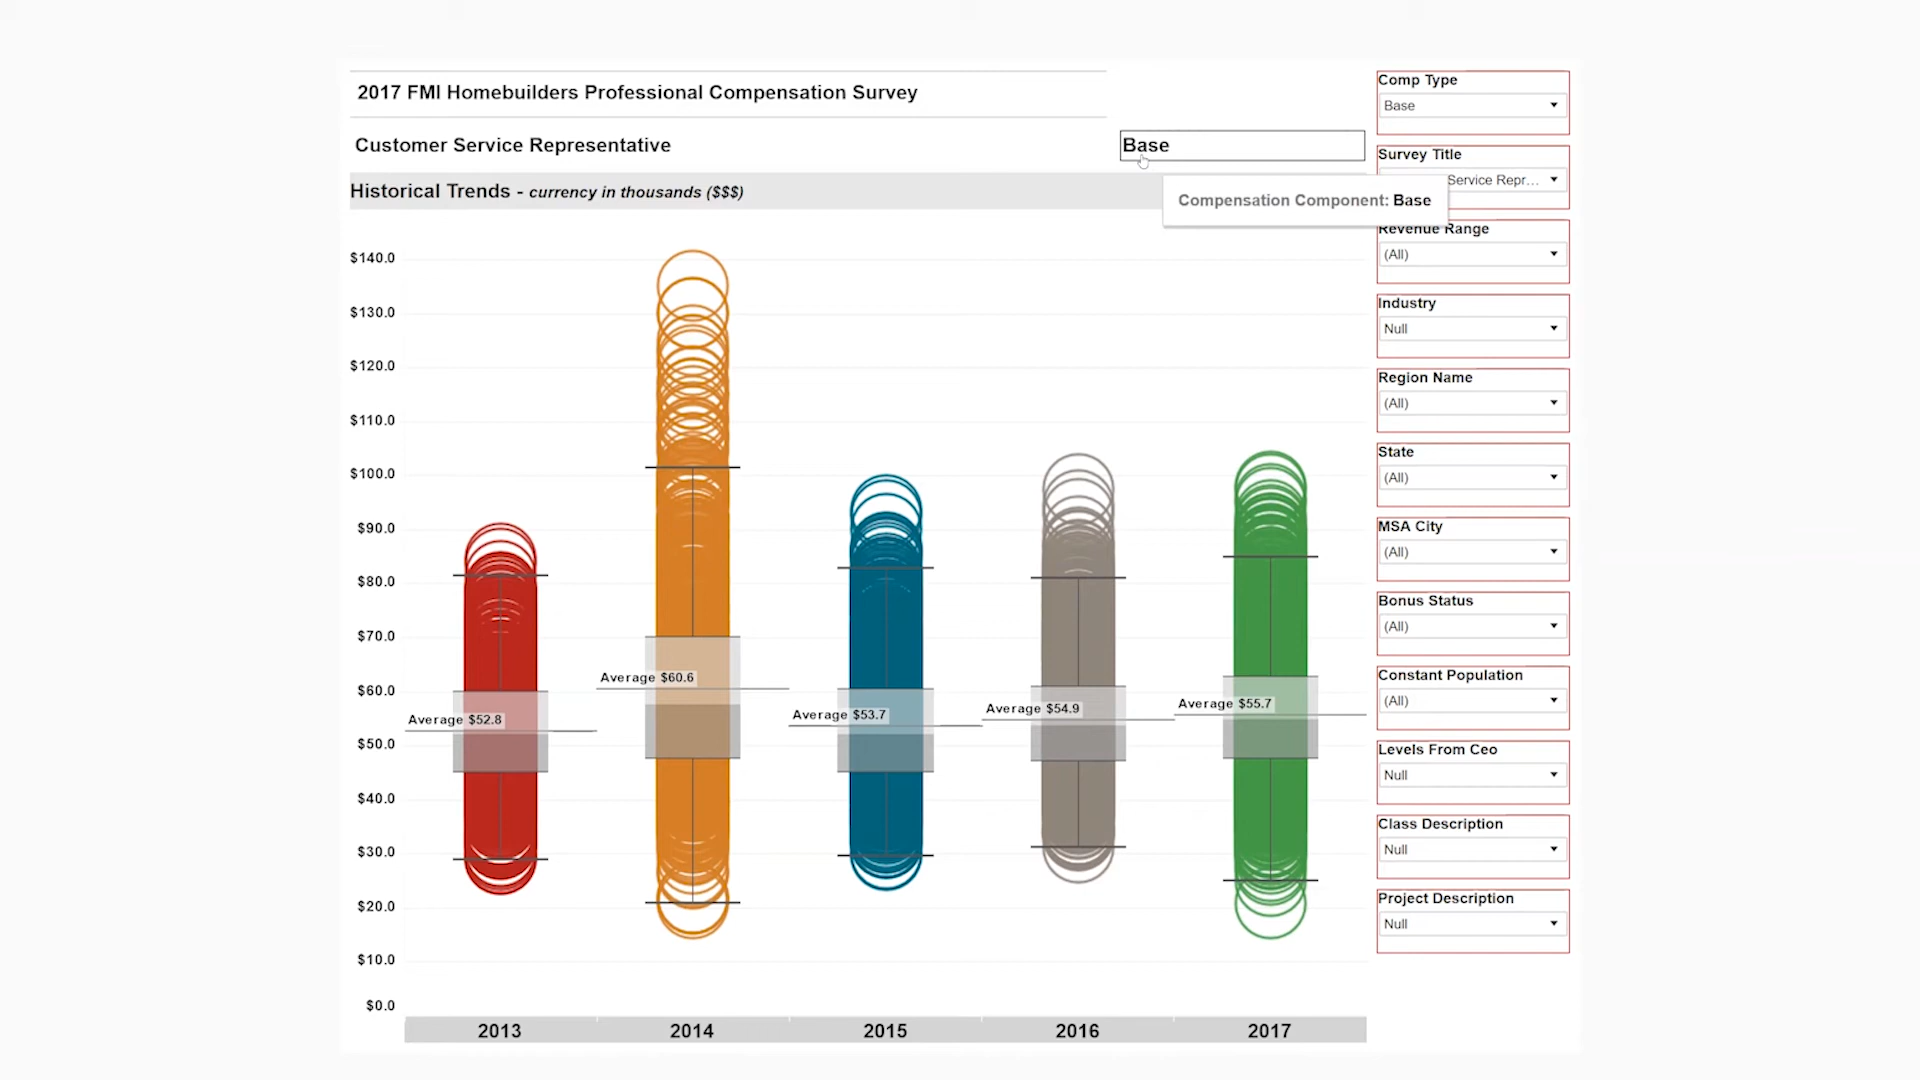 2017 FMI Homebuilders Professional Compensation Survey
Customer Service Representative
Base
Historical Trends - currency in thousands ($$$)
Compensation Component: Base
$140.0
$130.0
$120.0
$110.0
$100.0
$90.0
$80.0
$70.0
$60.0
$50.0
$40.0
$30.0
$20.0
$10.0
$0.0
Average $52.8
Average $60.6
Average $53.7
Average $54.9
Average $55.7
2013
2014
2015
2016
2017
Comp Type
Base
Survey Title
Service Repr...
Revenue Range
(All)
Industry
Null
Region Name
(All)
State
(All)
MSA City
(All)
Bonus Status
(All)
Constant Population
(All)
Levels From Ceo
Null
Class Description
Null
Project Description
Null